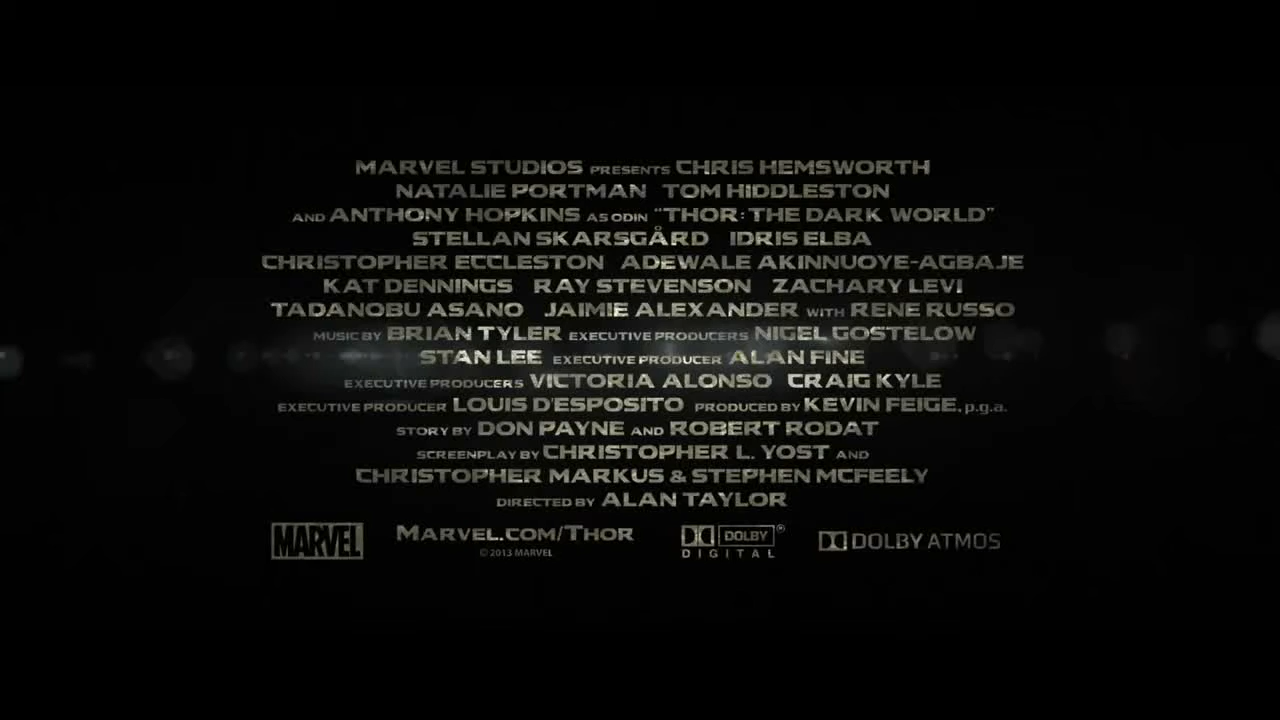 MARVEL STUDIOS PRESENTS CHRIS HEMSWORTH
NATALIE PORTMAN TOM HIDDLESTON
AND ANTHONY HOPKINS AS ODIN "THOR: THE DARK WORLD"
STELLAN SKARSGÅRD IDRIS ELBA
CHRISTOPHER ECCLESTON ADEWALE AKINNUOYE-AGBAJE
KAT DENNINGS RAY STEVENSON ZACHARY LEVI
TADANOBU ASANO JAIMIE ALEXANDER WITH RENE RUSSO
MUSIC BY BRIAN TYLER EXECUTIVE PRODUCERS NIGEL GOSTELOW
STAN LEE EXECUTIVE PRODUCER ALAN FINE
EXECUTIVE PRODUCERS VICTORIA ALONSO CRAIG KYLE
EXECUTIVE PRODUCER LOUIS D'ESPOSITO PRODUCED BY KEVIN FEIGE, p.g.a.
STORY BY DON PAYNE AND ROBERT RODAT
SCREENPLAY BY CHRISTOPHER L. YOST AND
CHRISTOPHER MARKUS & STEPHEN MCFEELY
DIRECTED BY ALAN TAYLOR
MARVEL MARVEL.COM/THOR DOLBY® DOLBY ATMOS
© 2013 MARVEL DIGITAL